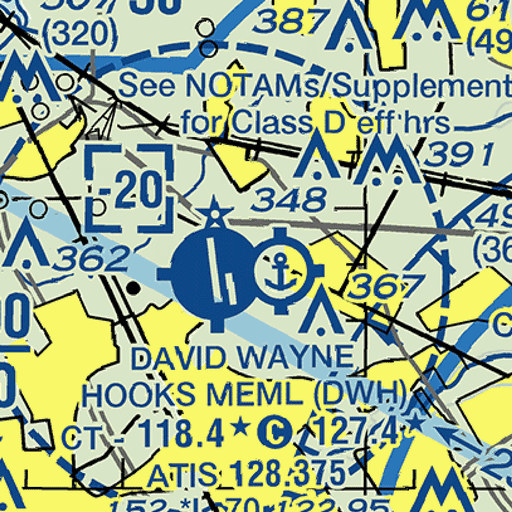 387
(320)
See NOTAMs/Supplement
for Class D eff hrs
391
-20
348
362
367
DAVID WAYNE
HOOKS MEML (DWH)
CT - 118.4 ★ C 127.4 ★
ATIS 128.375